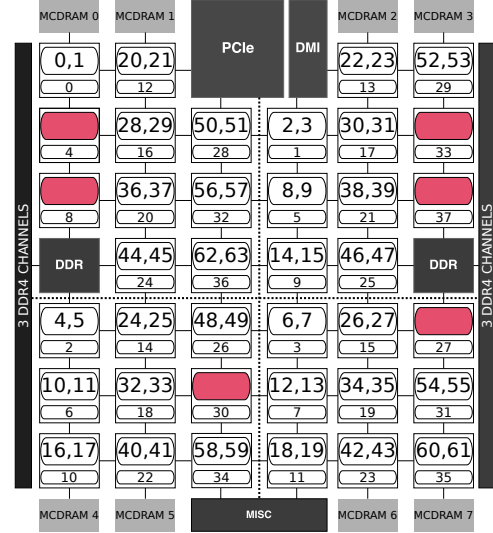 MCDRAM 0 MCDRAM 1 PCIe DMI MCDRAM 2 MCDRAM 3
0,1 20,21 22,23 52,53
0 12 13 29
28,29 50,51 2,3 30,31
4 16 28 1 17 33
36,37 56,57 8,9 38,39
8 20 32 5 21 37
DDR 44,45 62,63 14,15 46,47 DDR
24 36 9 25
3 DDR4 CHANNELS
3 DDR4 CHANNELS
4,5 24,25 48,49 6,7 26,27
2 14 26 3 15 27
10,11 32,33 12,13 34,35 54,55
6 18 30 7 19 31
16,17 40,41 58,59 18,19 42,43 60,61
10 22 34 11 23 35
MCDRAM 4 MCDRAM 5 MISC MCDRAM 6 MCDRAM 7